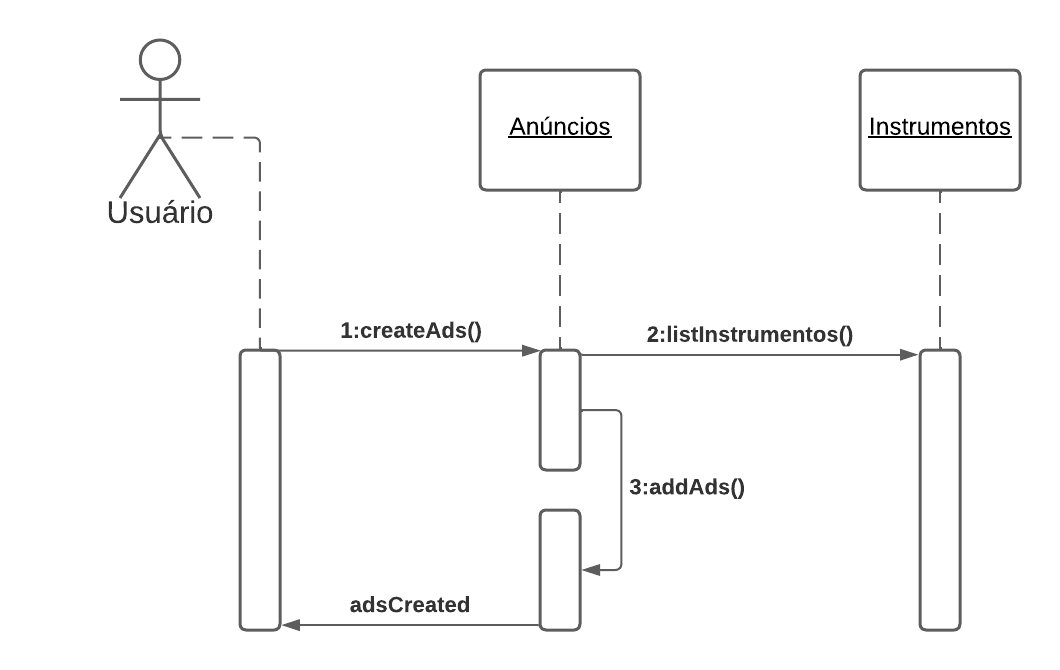 Usuário
Anúncios
Instrumentos
1:createAds()
2:listInstrumentos()
3:addAds()
adsCreated